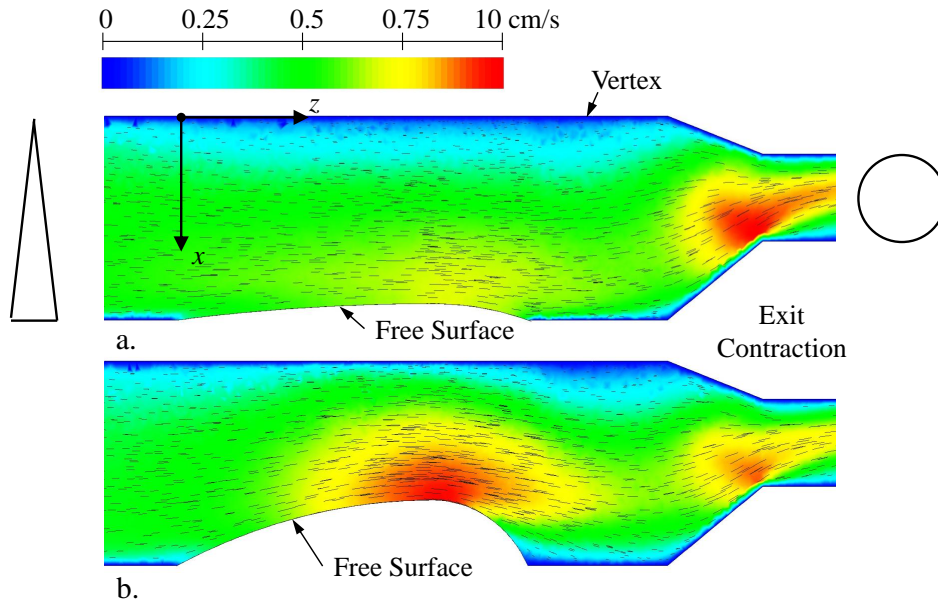 0 0.25 0.5 0.75 10 cm/s
Vertex
z
x
Free Surface
a.
Exit
Contraction
Free Surface
b.